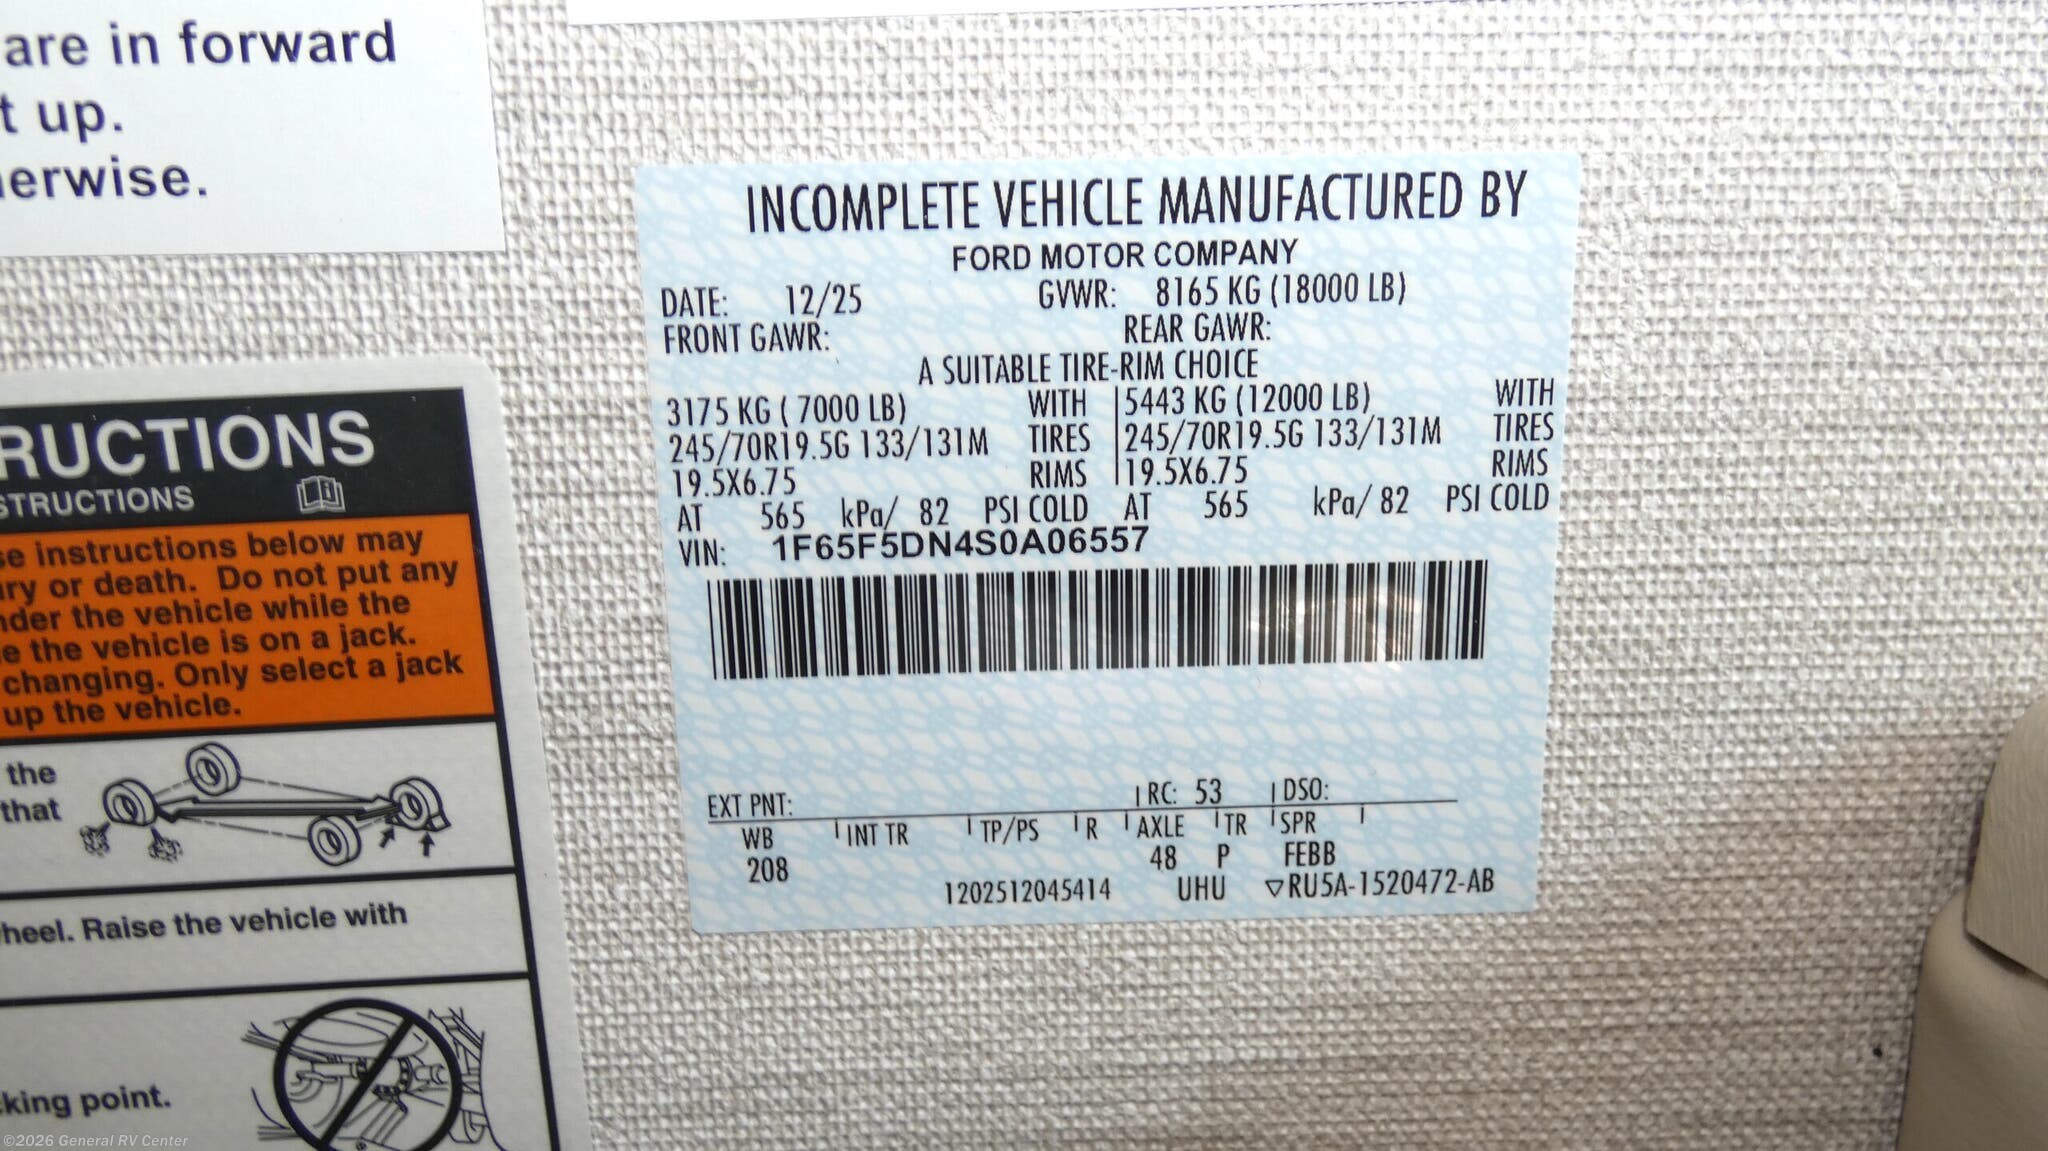 are in forward
t up.
erwise.
INCOMPLETE VEHICLE MANUFACTURED BY
FORD MOTOR COMPANY
DATE: 12/25 GVWR: 8165 KG (18000 LB)
FRONT GAWR: REAR GAWR:
A SUITABLE TIRE-RIM CHOICE
3175 KG ( 7000 LB) WITH 5443 KG (12000 LB) WITH
245/70R19.5G 133/131M TIRES 245/70R19.5G 133/131M TIRES
19.5X6.75 RIMS 19.5X6.75 RIMS
AT 565 kPa/ 82 PSI COLD AT 565 kPa/ 82 PSI COLD
VIN: 1F65F5DN4S0A06557
EXT PNT: RC: 53 DSO:
WB INT TR TP/PS R AXLE TR SPR
208 48 P FEBB
1202512045414 UHU ▽RU5A-1520472-AB
RUCTIONS
STRUCTIONS
se instructions below may
ry or death. Do not put any
nder the vehicle while the
e the vehicle is on a jack.
changing. Only select a jack
up the vehicle.
the
that
heel. Raise the vehicle with
cking point.
©2026 General RV Center